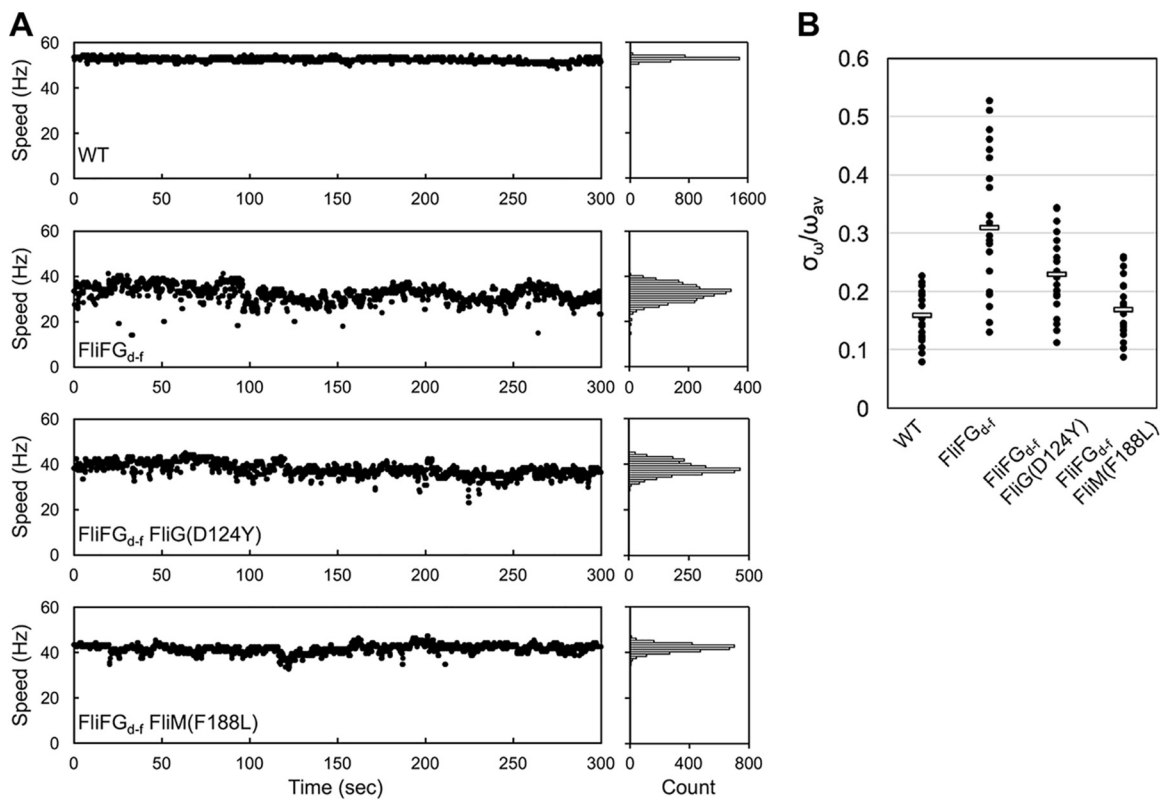 A
B
Speed (Hz)
60
40
20
0
WT
0 50 100 150 200 250 300
0 800 1600
Speed (Hz)
60
40
20
0
FliFGd-f
0 50 100 150 200 250 300
0 200 400
Speed (Hz)
60
40
20
0
FliFGd-f FliG(D124Y)
0 50 100 150 200 250 300
0 250 500
Speed (Hz)
60
40
20
0
FliFGd-f FliM(F188L)
0 50 100 150 200 250 300
0 400 800
Time (sec)
Count
σω/ωav
0.6
0.5
0.4
0.3
0.2
0.1
0
WT
FliFGd-f
FliFGd-f
FliG(D124Y)
FliFGd-f
FliM(F188L)